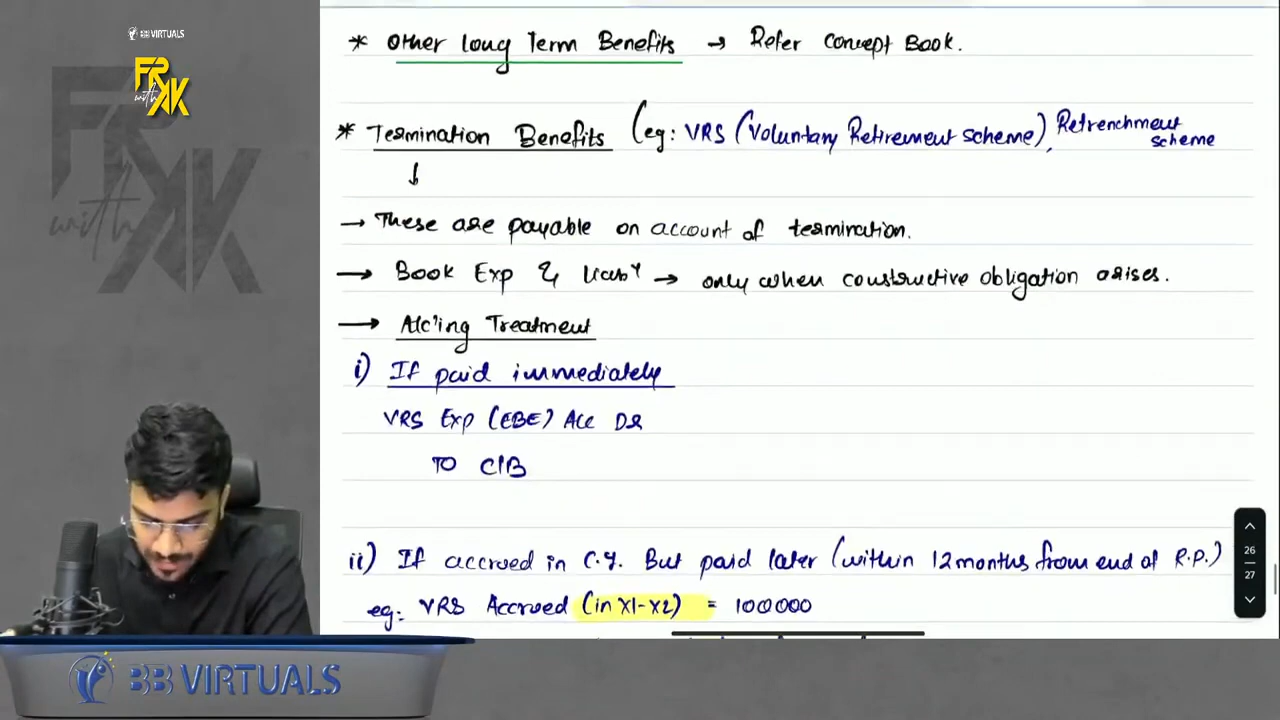 BB VIRTUALS
FR
with
AK
* Other Long Term Benefits → Refer Concept Book.
* Termination Benefits (eg: VRS (Voluntary Retirement scheme), Retrenchment scheme
↓
→ These are payable on account of termination.
→ Book Exp & Liabʸ → only when constructive obligation arises.
→ A/c'ing Treatment
i) If paid immediately
VRS Exp (EBE) A/c DR
TO C/B
ii) If accrued in C.Y. But paid later (within 12 months from end of R.P.)
eg: VRS Accrued (in X1-X2) = 100000
26
27
BB VIRTUALS